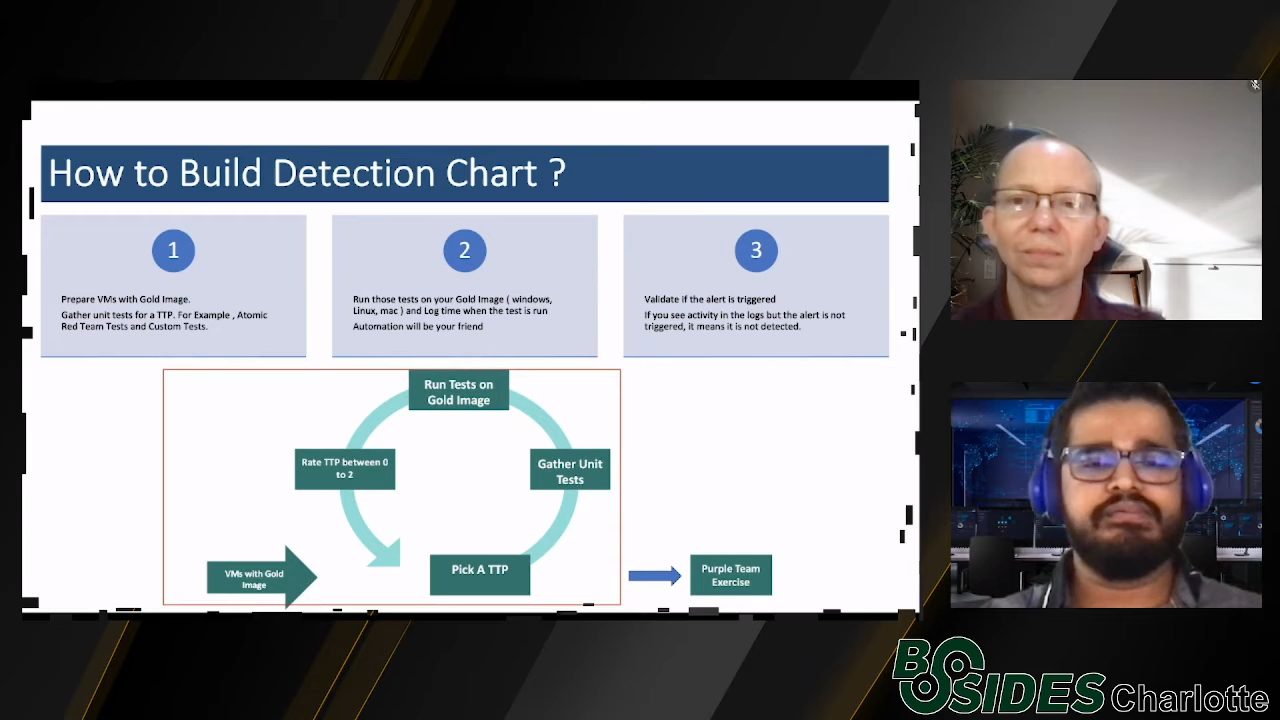 How to Build Detection Chart ?
1
Prepare VMs with Gold Image.
Gather unit tests for a TTP. For Example , Atomic
Red Team Tests and Custom Tests.
2
Run those tests on your Gold Image ( windows,
Linux, mac ) and Log time when the test is run
Automation will be your friend
3
Validate if the alert is triggered
If you see activity in the logs but the alert is not
triggered, it means it is not detected.
Run Tests on
Gold Image
Rate TTP between 0
to 2
Gather Unit
Tests
VMs with Gold
Image
Pick A TTP
Purple Team
Exercise
BSIDES Charlotte